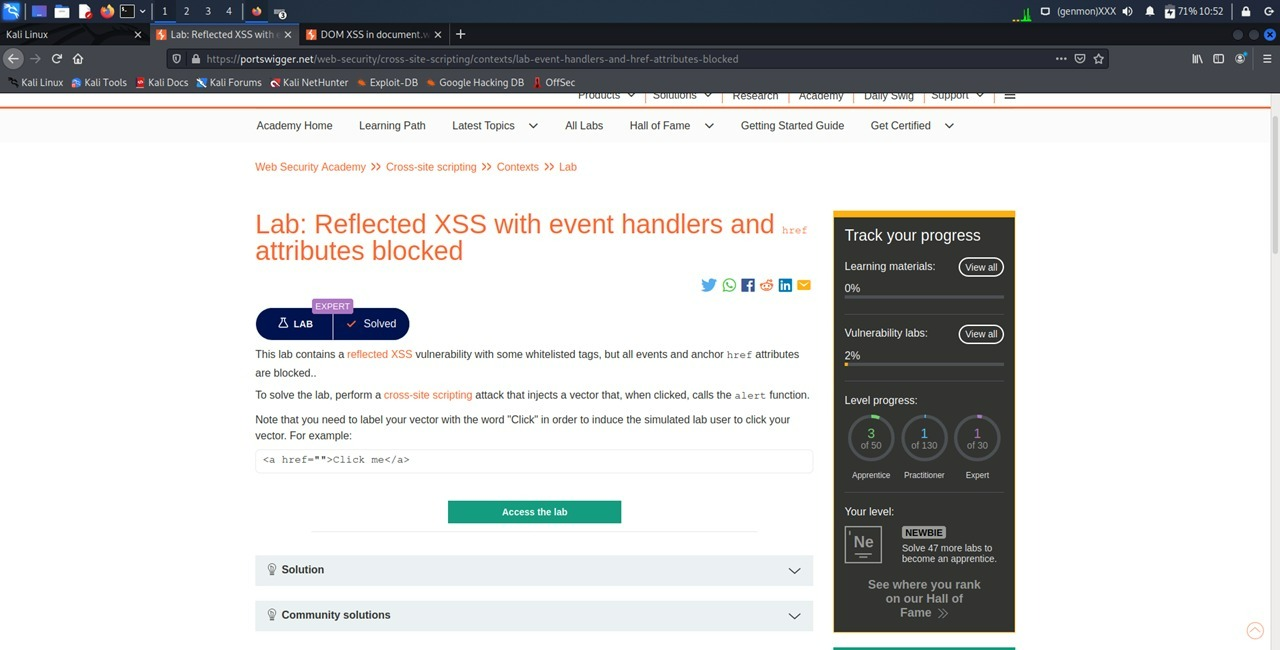 1 2 3 4 3 (genmon)XXX 71% 10:52
Kali Linux Lab: Reflected XSS with e DOM XSS in document.w
https://portswigger.net/web-security/cross-site-scripting/contexts/lab-event-handlers-and-href-attributes-blocked
Kali Linux Kali Tools Kali Docs Kali Forums Kali NetHunter Exploit-DB Google Hacking DB OffSec
Products Solutions Research Academy Daily Swig Support
Academy Home Learning Path Latest Topics All Labs Hall of Fame Getting Started Guide Get Certified
Web Security Academy Cross-site scripting Contexts Lab
Lab: Reflected XSS with event handlers and href
attributes blocked
EXPERT
LAB Solved
This lab contains a reflected XSS vulnerability with some whitelisted tags, but all events and anchor href attributes
are blocked..
To solve the lab, perform a cross-site scripting attack that injects a vector that, when clicked, calls the alert function.
Note that you need to label your vector with the word "Click" in order to induce the simulated lab user to click your
vector. For example:
<a href="">Click me</a>
Access the lab
Solution
Community solutions
Track your progress
Learning materials: View all
0%
Vulnerability labs: View all
2%
Level progress:
3 1 1
of 50 of 130 of 30
Apprentice Practitioner Expert
Your level:
Ne NEWBIE
Solve 47 more labs to
become an apprentice.
See where you rank
on our Hall of
Fame